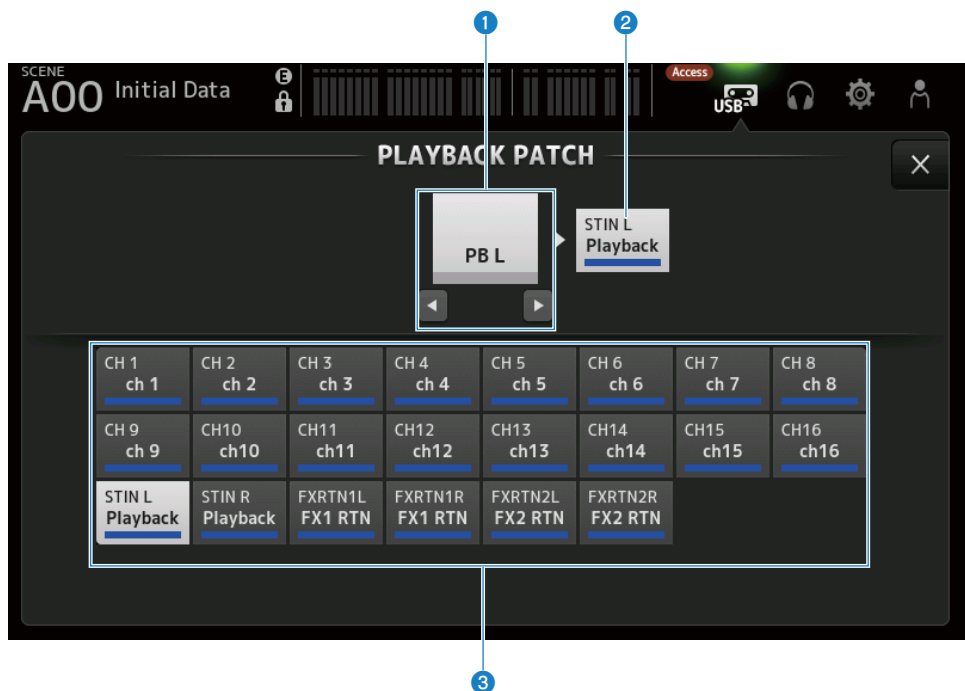 1 2
SCENE
A00 Initial Data E Access USB
PLAYBACK PATCH
STIN L
PB L Playback
CH 1 CH 2 CH 3 CH 4 CH 5 CH 6 CH 7 CH 8
ch 1 ch 2 ch 3 ch 4 ch 5 ch 6 ch 7 ch 8
CH 9 CH10 CH11 CH12 CH13 CH14 CH15 CH16
ch 9 ch10 ch11 ch12 ch13 ch14 ch15 ch16
STIN L STIN R FXRTN1L FXRTN1R FXRTN2L FXRTN2R
Playback Playback FX1 RTN FX1 RTN FX2 RTN FX2 RTN
3